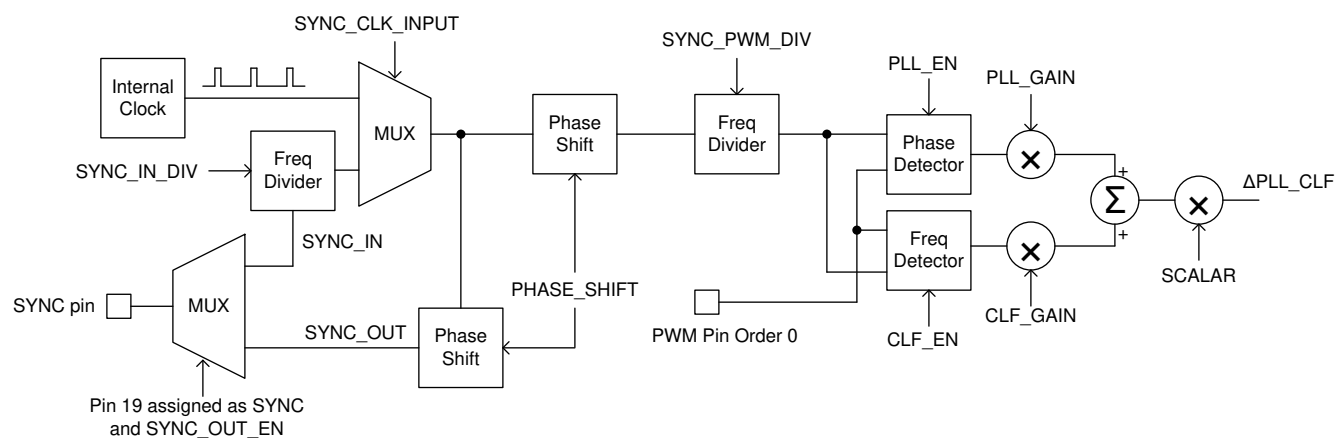 SYNC_CLK_INPUT
SYNC_PWM_DIV
PLL_EN
PLL_GAIN
Internal
Clock
MUX
Phase
Shift
Freq
Divider
Phase
Detector
×
+
SYNC_IN_DIV
Freq
Divider
Σ
×
ΔPLL_CLF
+
SYNC_IN
Freq
Detector
×
SCALAR
SYNC pin
MUX
PHASE_SHIFT
SYNC_OUT
Phase
Shift
PWM Pin Order 0
CLF_EN
CLF_GAIN
Pin 19 assigned as SYNC
and SYNC_OUT_EN